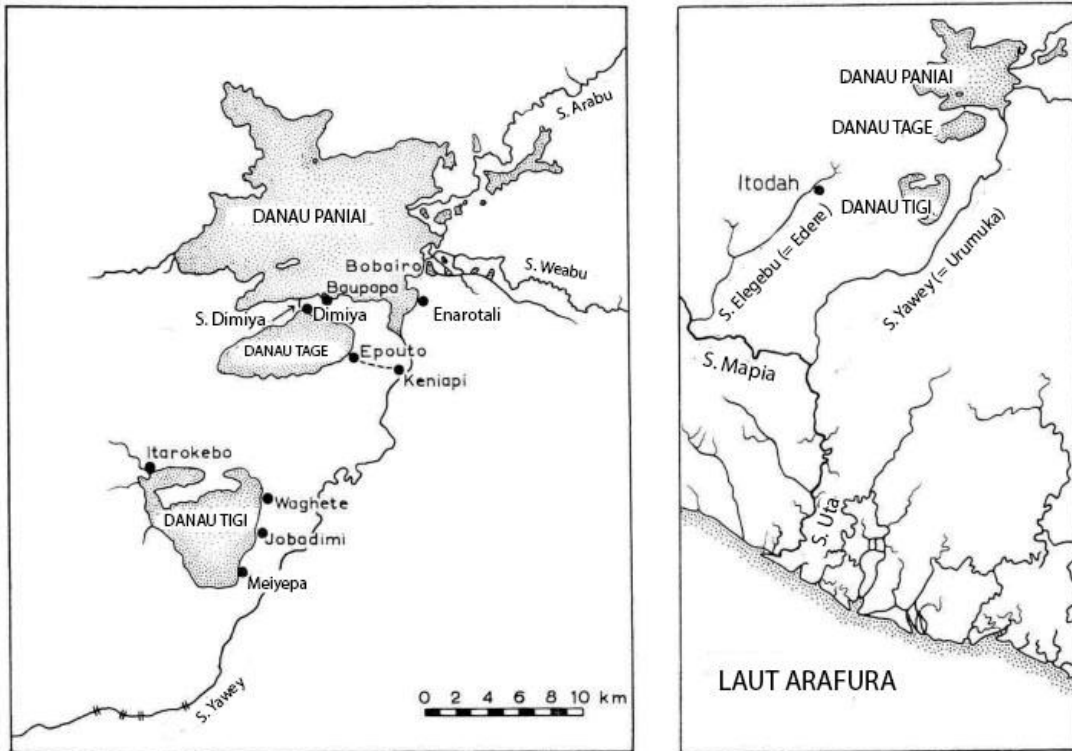 S. Arabu
DANAU PANIAI
S. Weabu
Bobairo
Baupapa
S. Dimiya
Dimiya
Enarotali
DANAU TAGE
Epouto
Keniapi
Itarokebo
Waghete
DANAU TIGI
Jobadimi
Meiyepa
S. Yawey
0 2 4 6 8 10 km
DANAU PANIAI
DANAU TAGE
Itodah
DANAU TIGI
S. Elegebu (= Edere)
S. Yawey (= Urumuka)
S. Mapia
S. Uta
LAUT ARAFURA